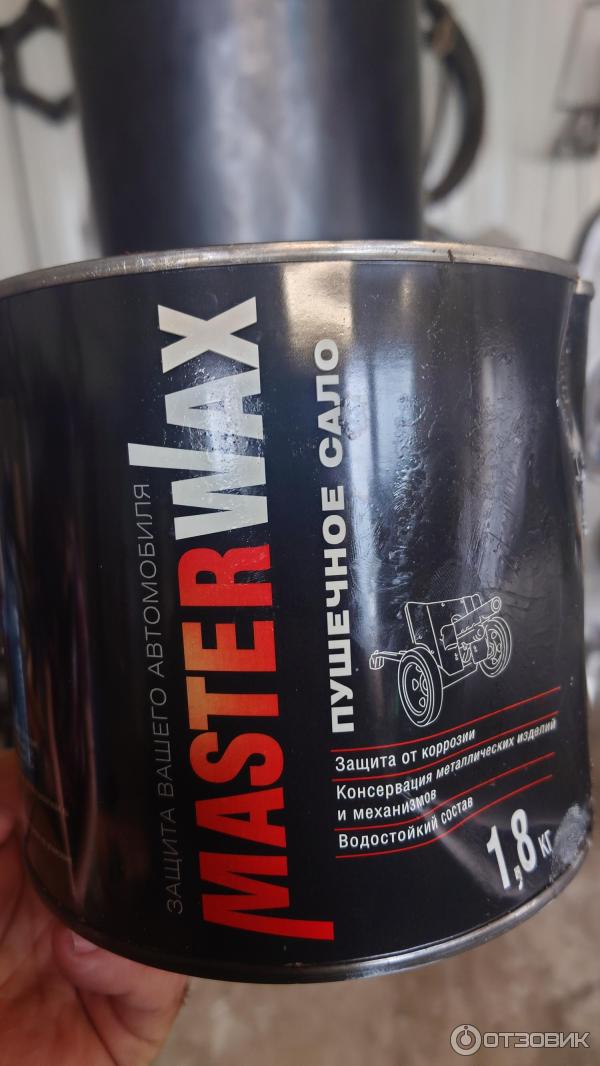 ЗАЩИТА ВАШЕГО АВТОМОБИЛЯ
MASTERWAX
ПУШЕЧНОЕ САЛО
Защита от коррозии
Консервация металлических изделий
и механизмов
Водостойкий состав
1,8 кг
ОТЗОВИК